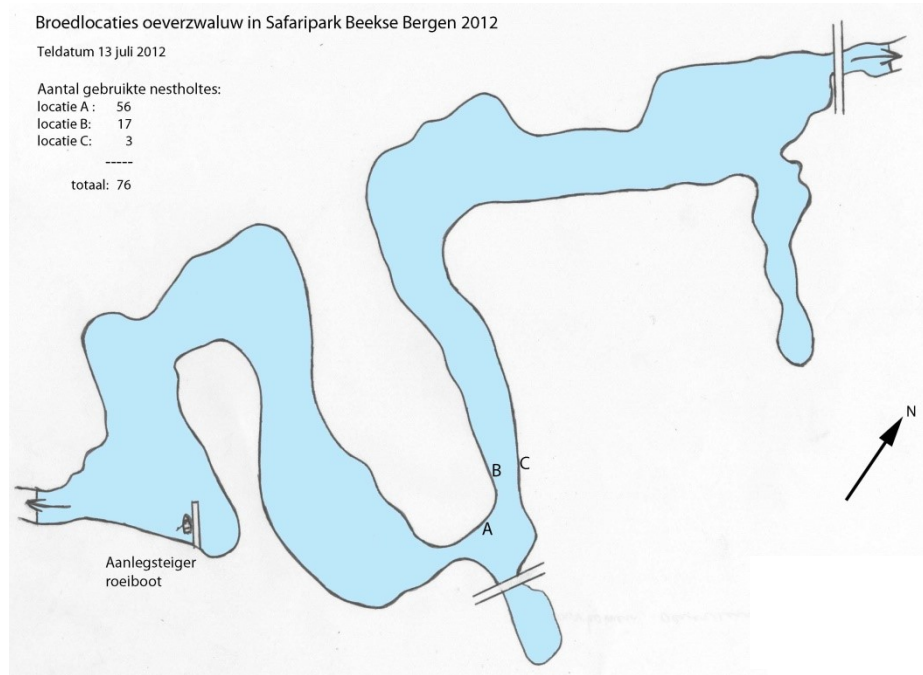 Broedlocaties oeverzwaluw in Safaripark Beekse Bergen 2012
Teldatum 13 juli 2012
Aantal gebruikte nestholtes:
locatie A : 56
locatie B: 17
locatie C: 3
-----
totaal: 76
N
B
C
A
Aanlegsteiger
roeiboot